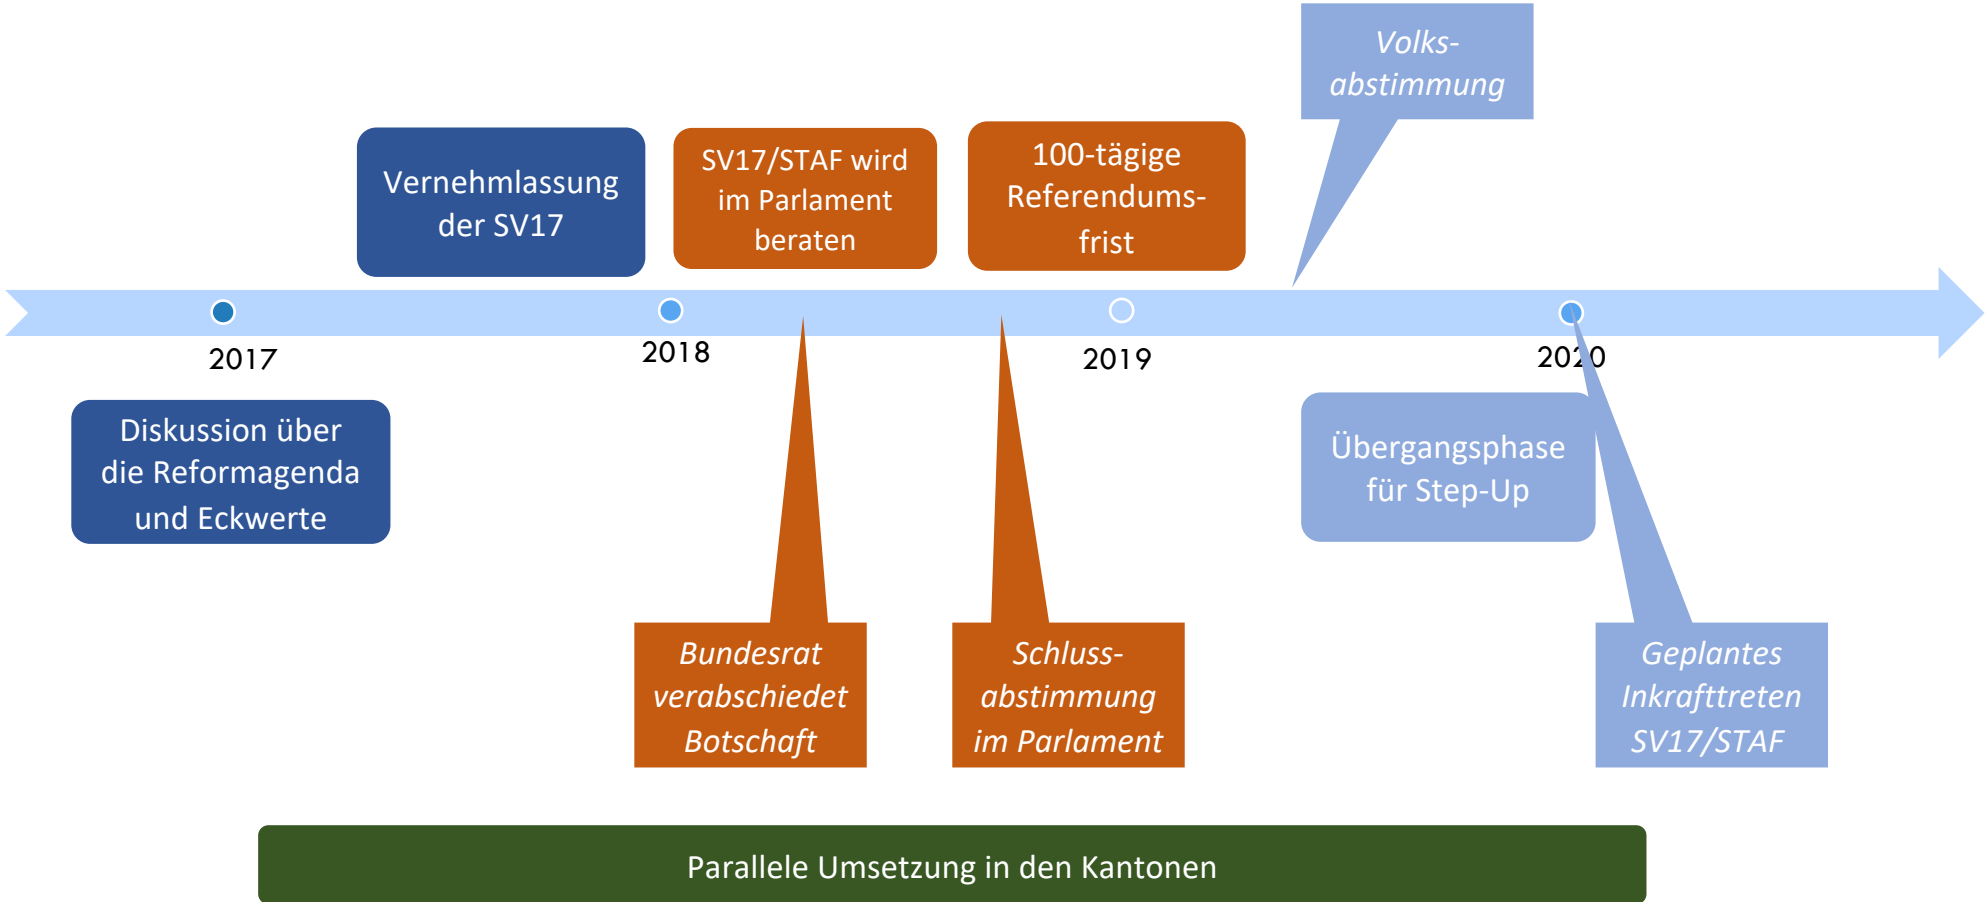 Volks-
abstimmung
Vernehmlassung
der SV17
SV17/STAF wird
im Parlament
beraten
100-tägige
Referendums-
frist
2017
2018
2019
2020
Diskussion über
die Reformagenda
und Eckwerte
Übergangsphase
für Step-Up
Bundesrat
verabschiedet
Botschaft
Schluss-
abstimmung
im Parlament
Geplantes
Inkrafttreten
SV17/STAF
Parallele Umsetzung in den Kantonen